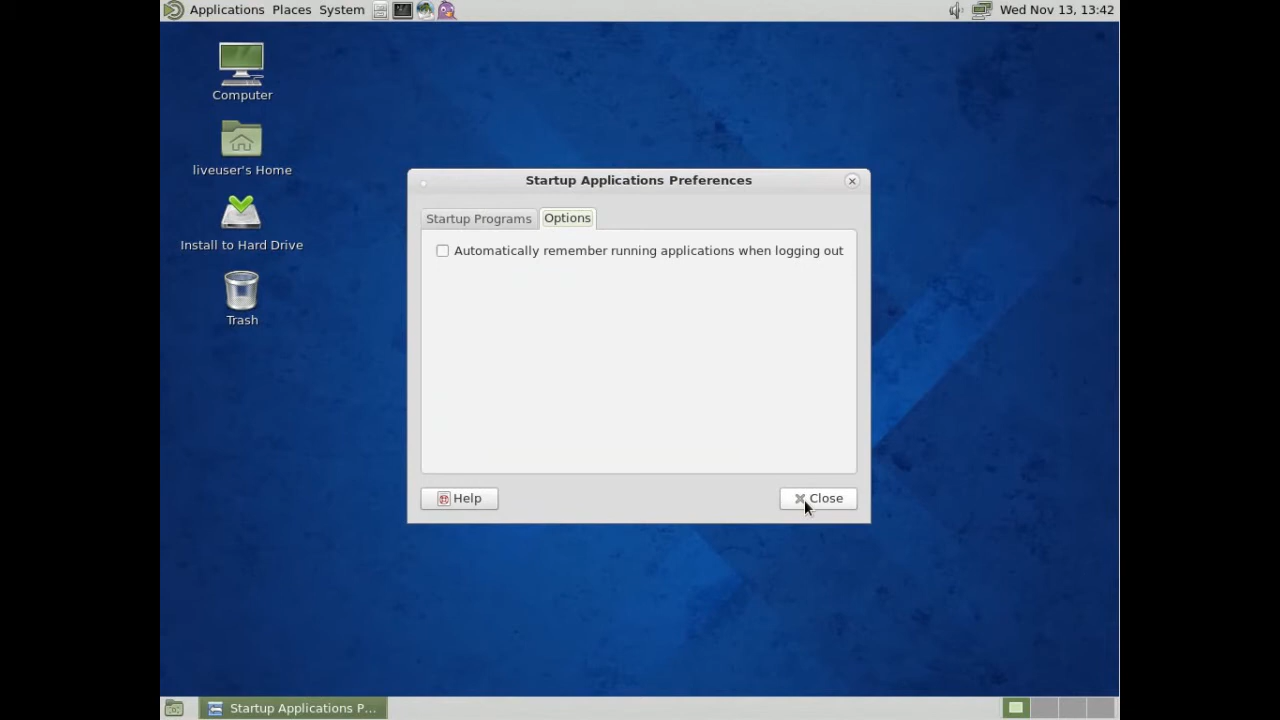 Applications Places System
Wed Nov 13, 13:42
Computer
liveuser's Home
Install to Hard Drive
Trash
Startup Applications Preferences
Startup Programs
Options
Automatically remember running applications when logging out
Help
Close
Startup Applications P...